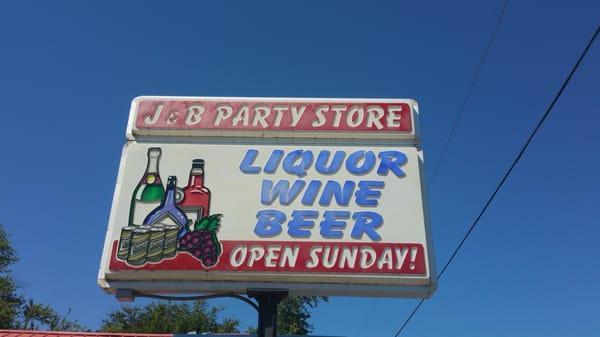 J & B PARTY STORE
LIQUOR
WINE
BEER
OPEN SUNDAY!